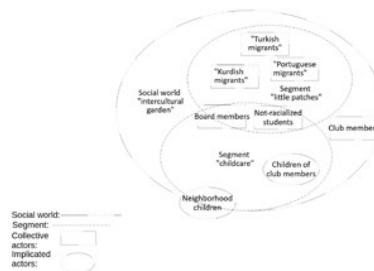 "Turkish
migrants"
"Kurdish
migrants"
"Portuguese
migrants"
Segment
"little patches"
Social world
"intercultural
garden"
Board members
Not-racialized
students
Club member
Segment
"childcare"
Children of
club members
Neighborhood
children
Social world:
Segment:
Collective
actors:
Implicated
actors: